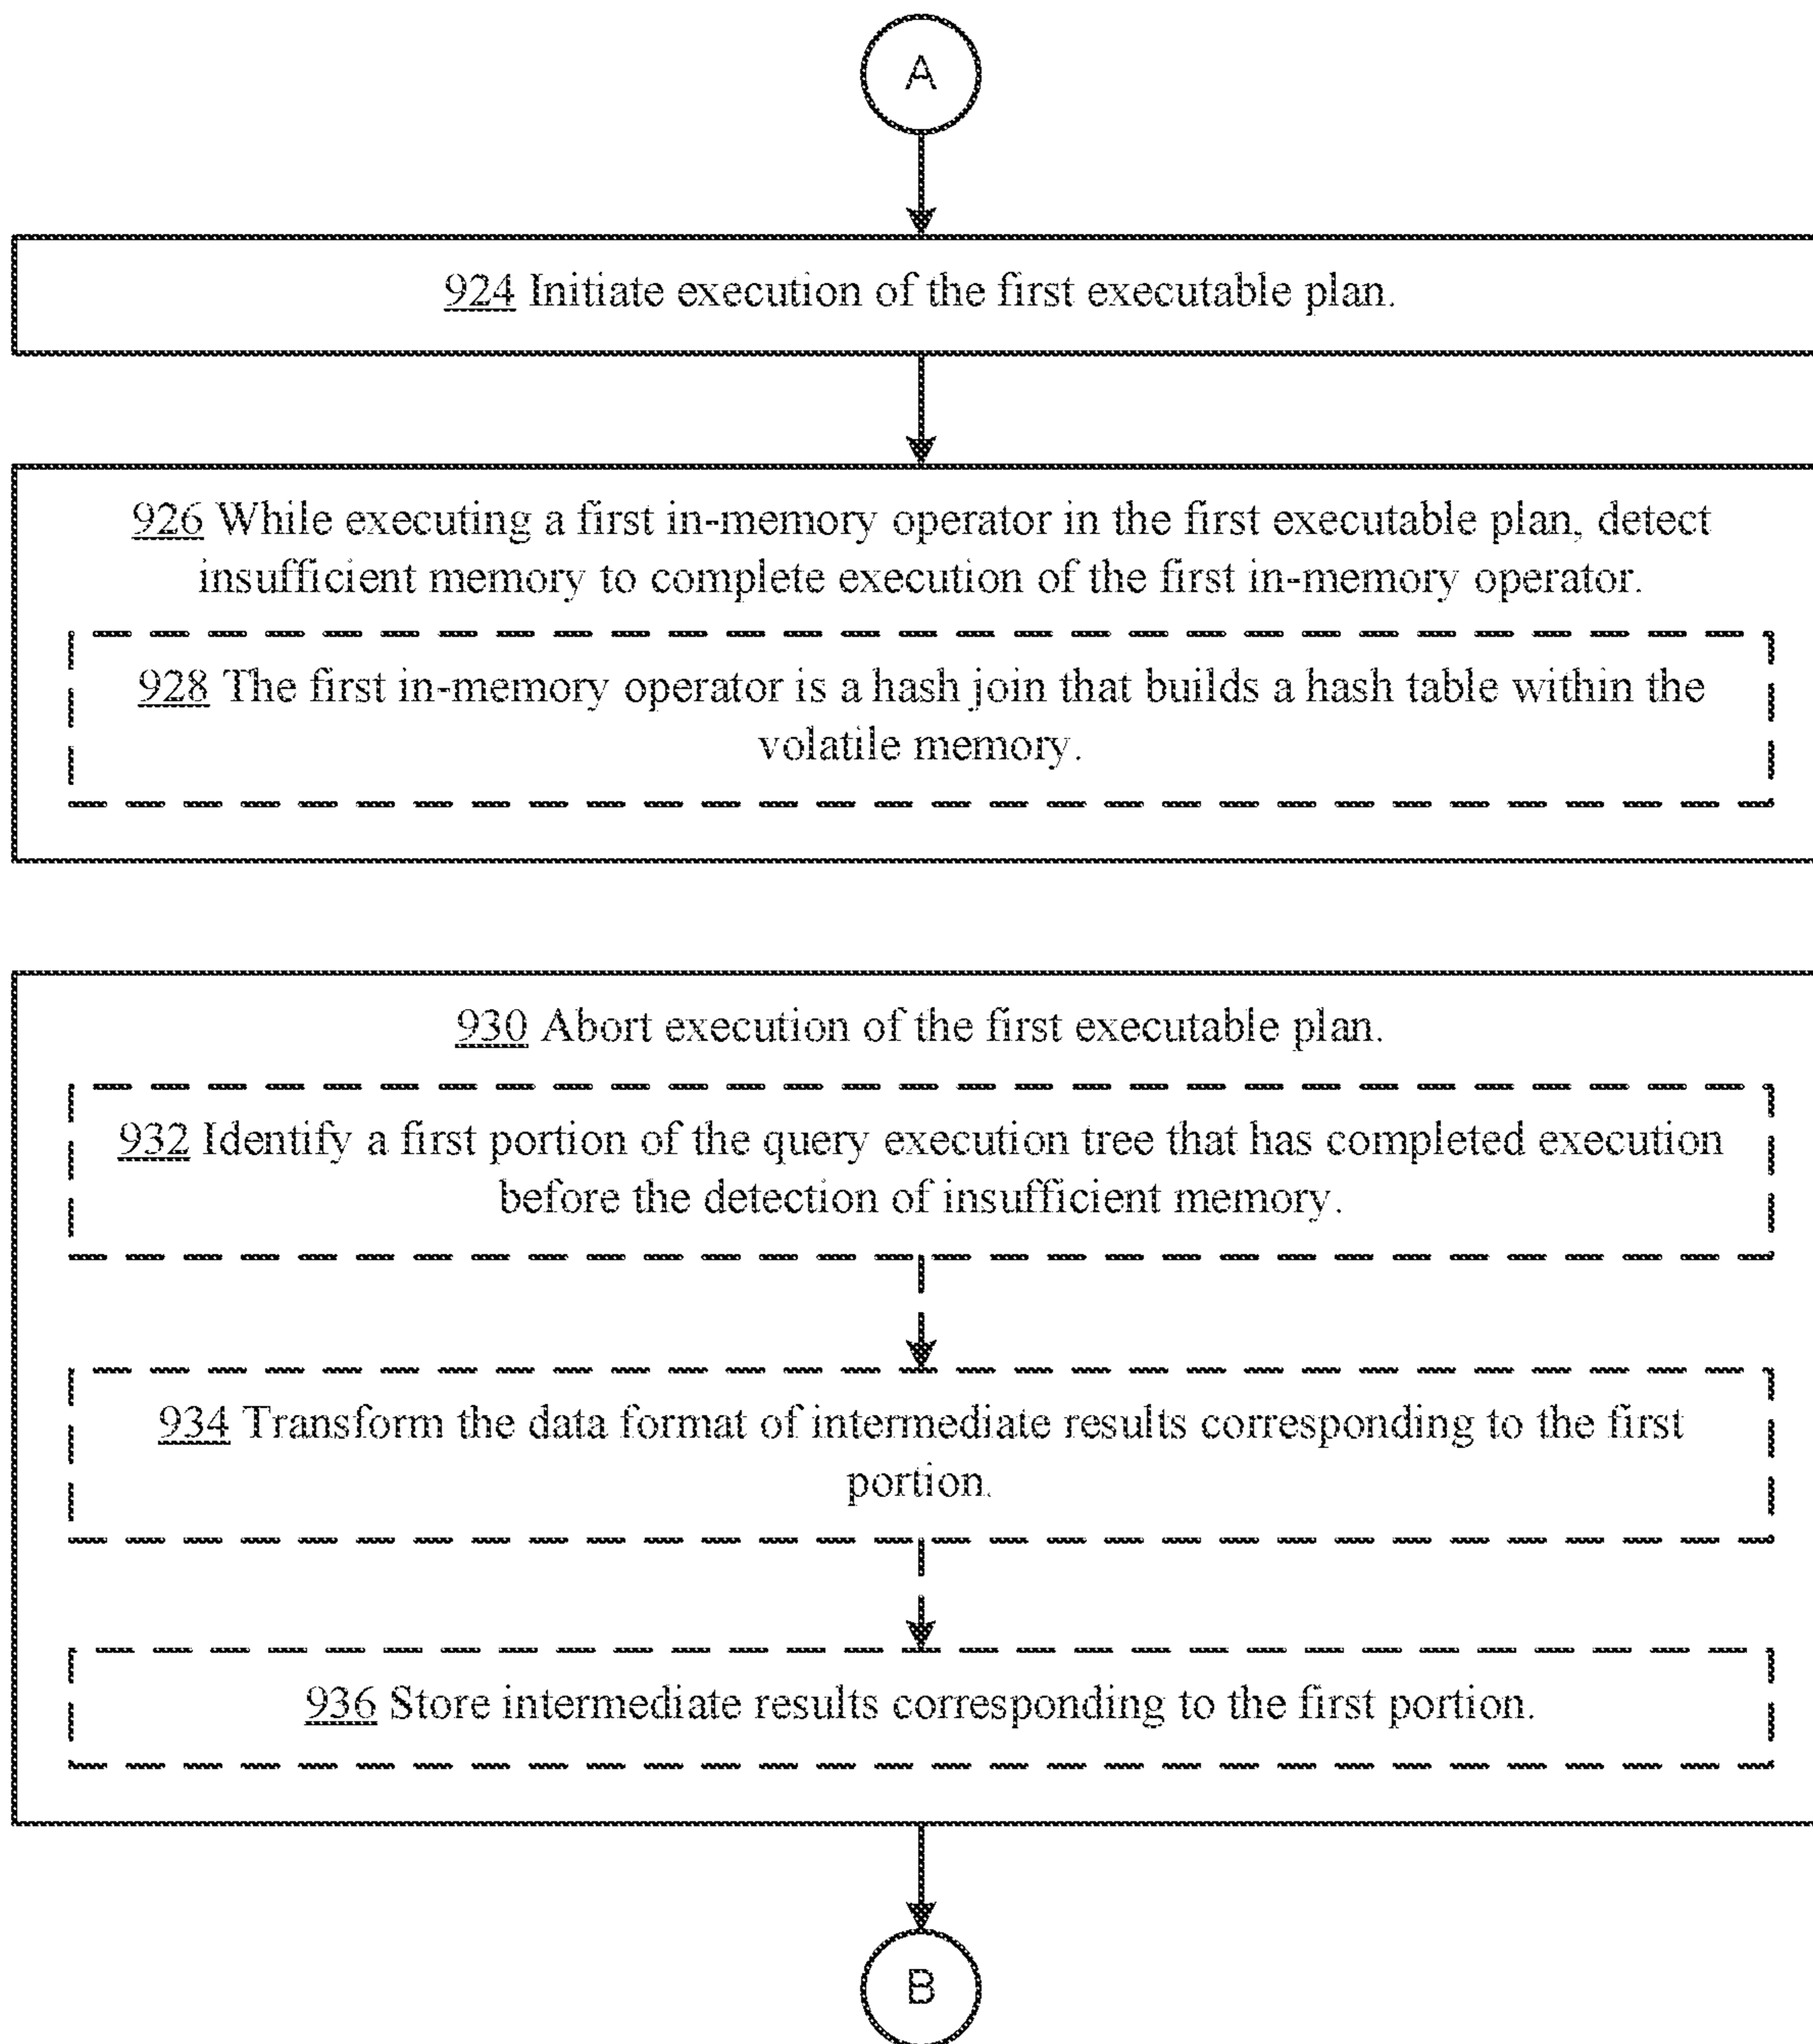 A
924 Initiate execution of the first executable plan.
926 While executing a first in-memory operator in the first executable plan, detect
insufficient memory to complete execution of the first in-memory operator.
928 The first in-memory operator is a hash join that builds a hash table within the
volatile memory.
930 Abort execution of the first executable plan.
932 Identify a first portion of the query execution tree that has completed execution
before the detection of insufficient memory.
934 Transform the data format of intermediate results corresponding to the first
portion.
936 Store intermediate results corresponding to the first portion.
B